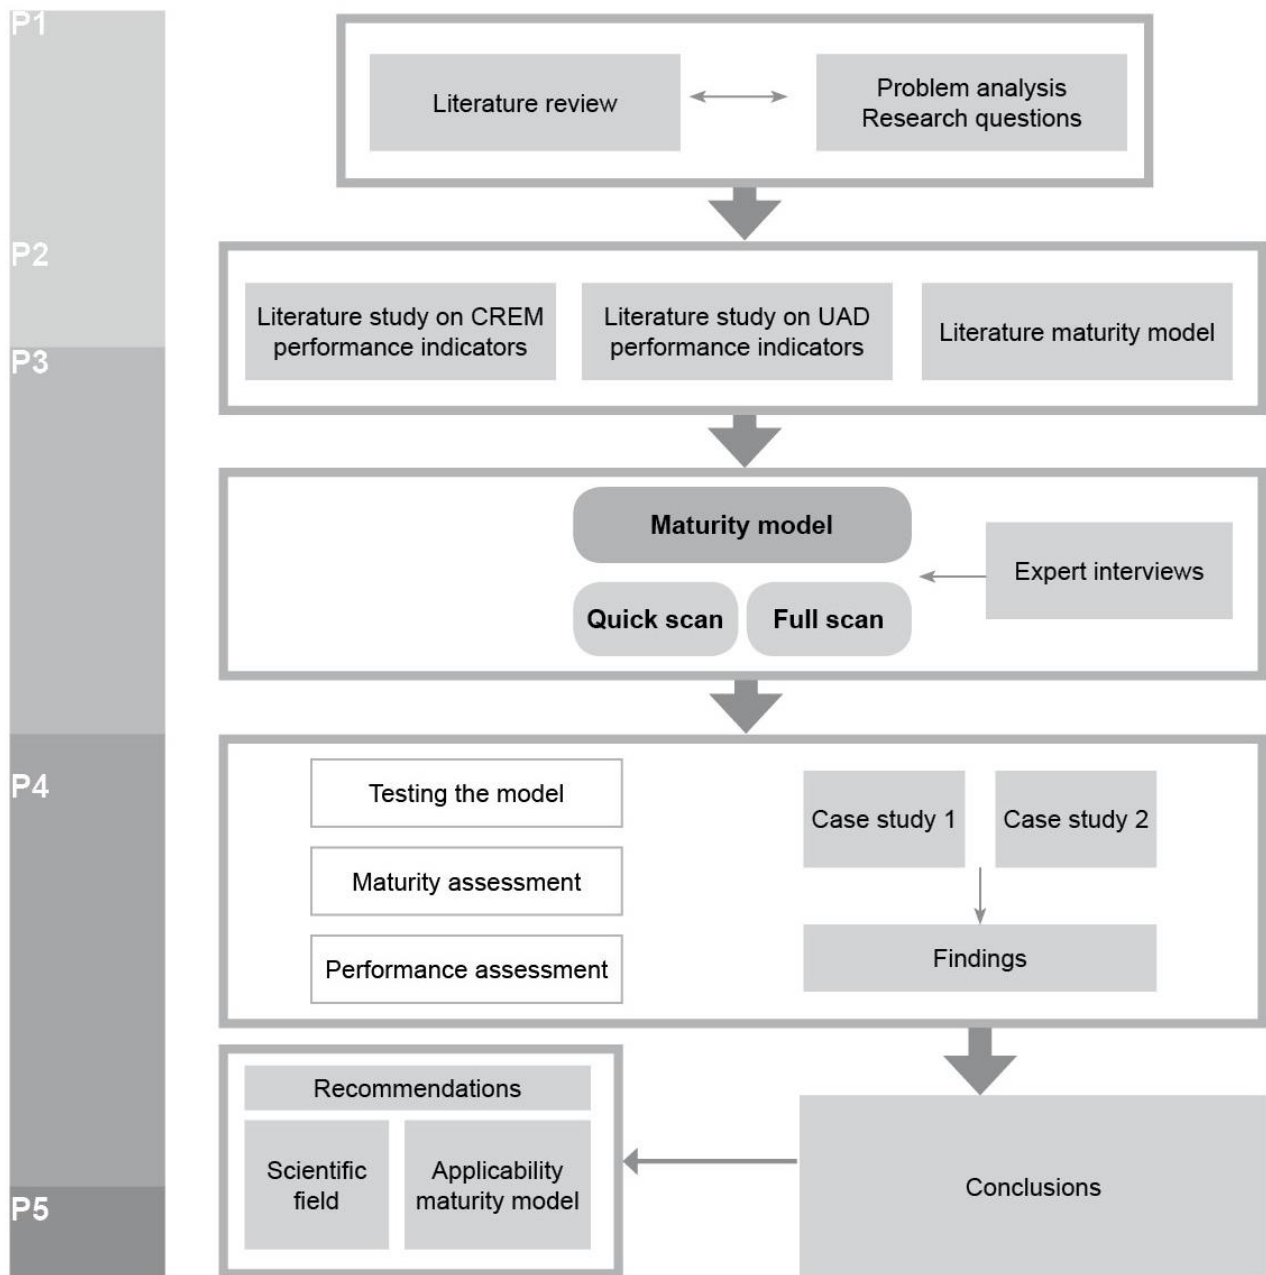 P1
Literature review
Problem analysis
Research questions
P2
Literature study on CREM
performance indicators
Literature study on UAD
performance indicators
Literature maturity model
P3
Maturity model
Quick scan
Full scan
Expert interviews
P4
Testing the model
Maturity assessment
Performance assessment
Case study 1
Case study 2
Findings
Recommendations
Scientific
field
Applicability
maturity model
Conclusions
P5